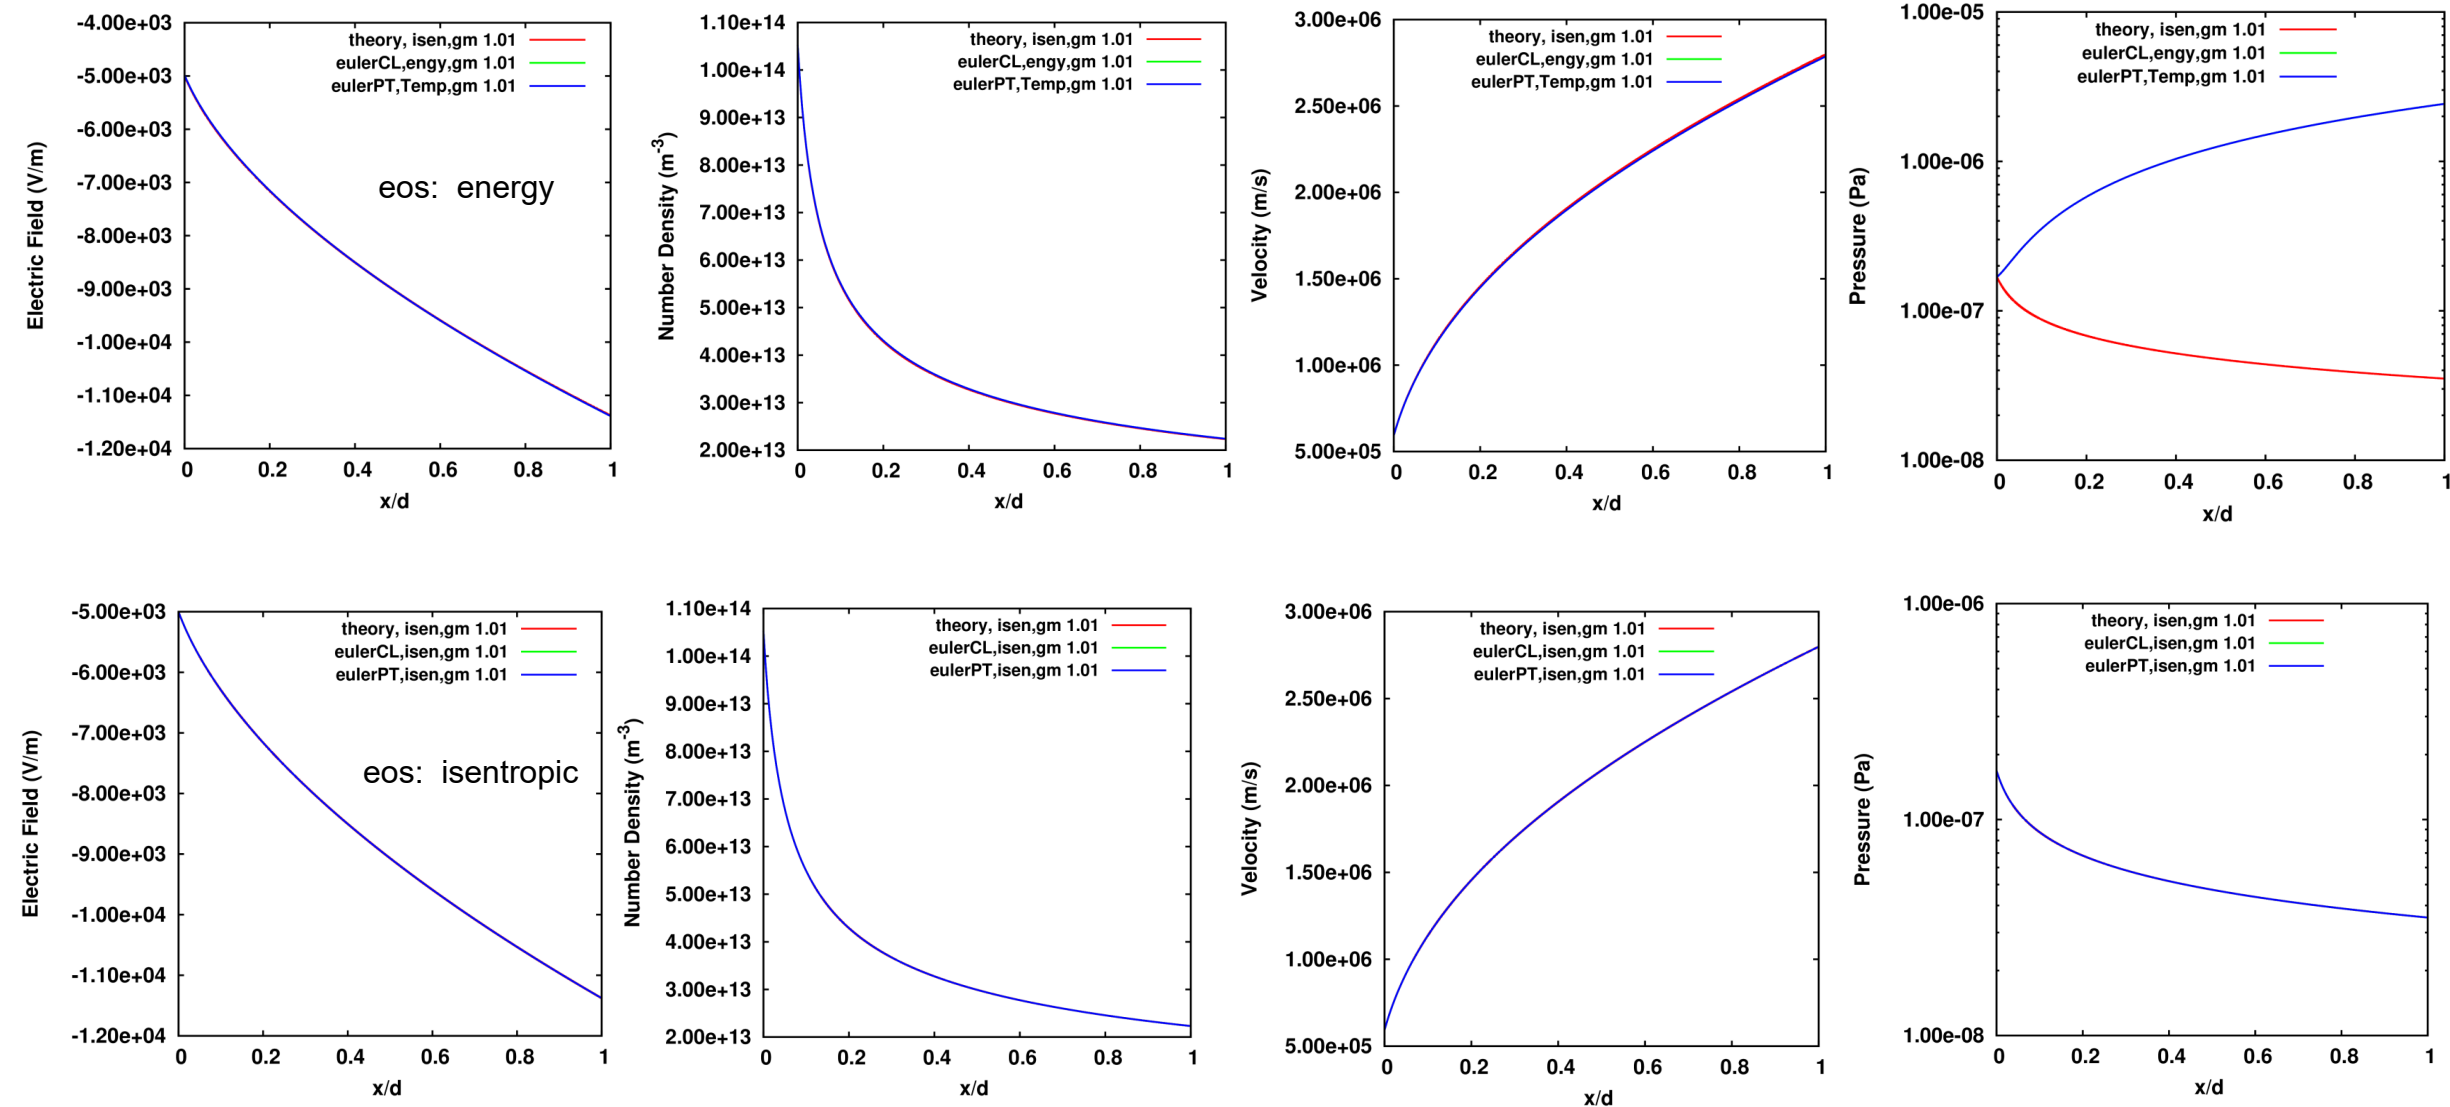 -4.00e+03
-5.00e+03
-6.00e+03
-7.00e+03
-8.00e+03
-9.00e+03
-1.00e+04
-1.10e+04
-1.20e+04
Electric Field (V/m)
theory, isen,gm 1.01
eulerCL,engy,gm 1.01
eulerPT,Temp,gm 1.01
eos: energy
0 0.2 0.4 0.6 0.8 1
x/d
1.10e+14
1.00e+14
9.00e+13
8.00e+13
7.00e+13
6.00e+13
5.00e+13
4.00e+13
3.00e+13
2.00e+13
Number Density (m-3)
theory, isen,gm 1.01
eulerCL,engy,gm 1.01
eulerPT,Temp,gm 1.01
0 0.2 0.4 0.6 0.8 1
x/d
3.00e+06
2.50e+06
2.00e+06
1.50e+06
1.00e+06
5.00e+05
Velocity (m/s)
theory, isen,gm 1.01
eulerCL,engy,gm 1.01
eulerPT,Temp,gm 1.01
0 0.2 0.4 0.6 0.8 1
x/d
1.00e-05
1.00e-06
1.00e-07
1.00e-08
Pressure (Pa)
theory, isen,gm 1.01
eulerCL,engy,gm 1.01
eulerPT,Temp,gm 1.01
0 0.2 0.4 0.6 0.8 1
x/d
-5.00e+03
-6.00e+03
-7.00e+03
-8.00e+03
-9.00e+03
-1.00e+04
-1.10e+04
-1.20e+04
Electric Field (V/m)
theory, isen,gm 1.01
eulerCL,isen,gm 1.01
eulerPT,isen,gm 1.01
eos: isentropic
0 0.2 0.4 0.6 0.8 1
x/d
1.10e+14
1.00e+14
9.00e+13
8.00e+13
7.00e+13
6.00e+13
5.00e+13
4.00e+13
3.00e+13
2.00e+13
Number Density (m-3)
theory, isen,gm 1.01
eulerCL,isen,gm 1.01
eulerPT,isen,gm 1.01
0 0.2 0.4 0.6 0.8 1
x/d
3.00e+06
2.50e+06
2.00e+06
1.50e+06
1.00e+06
5.00e+05
Velocity (m/s)
theory, isen,gm 1.01
eulerCL,isen,gm 1.01
eulerPT,isen,gm 1.01
0 0.2 0.4 0.6 0.8 1
x/d
1.00e-06
1.00e-07
1.00e-08
Pressure (Pa)
theory, isen,gm 1.01
eulerCL,isen,gm 1.01
eulerPT,isen,gm 1.01
0 0.2 0.4 0.6 0.8 1
x/d